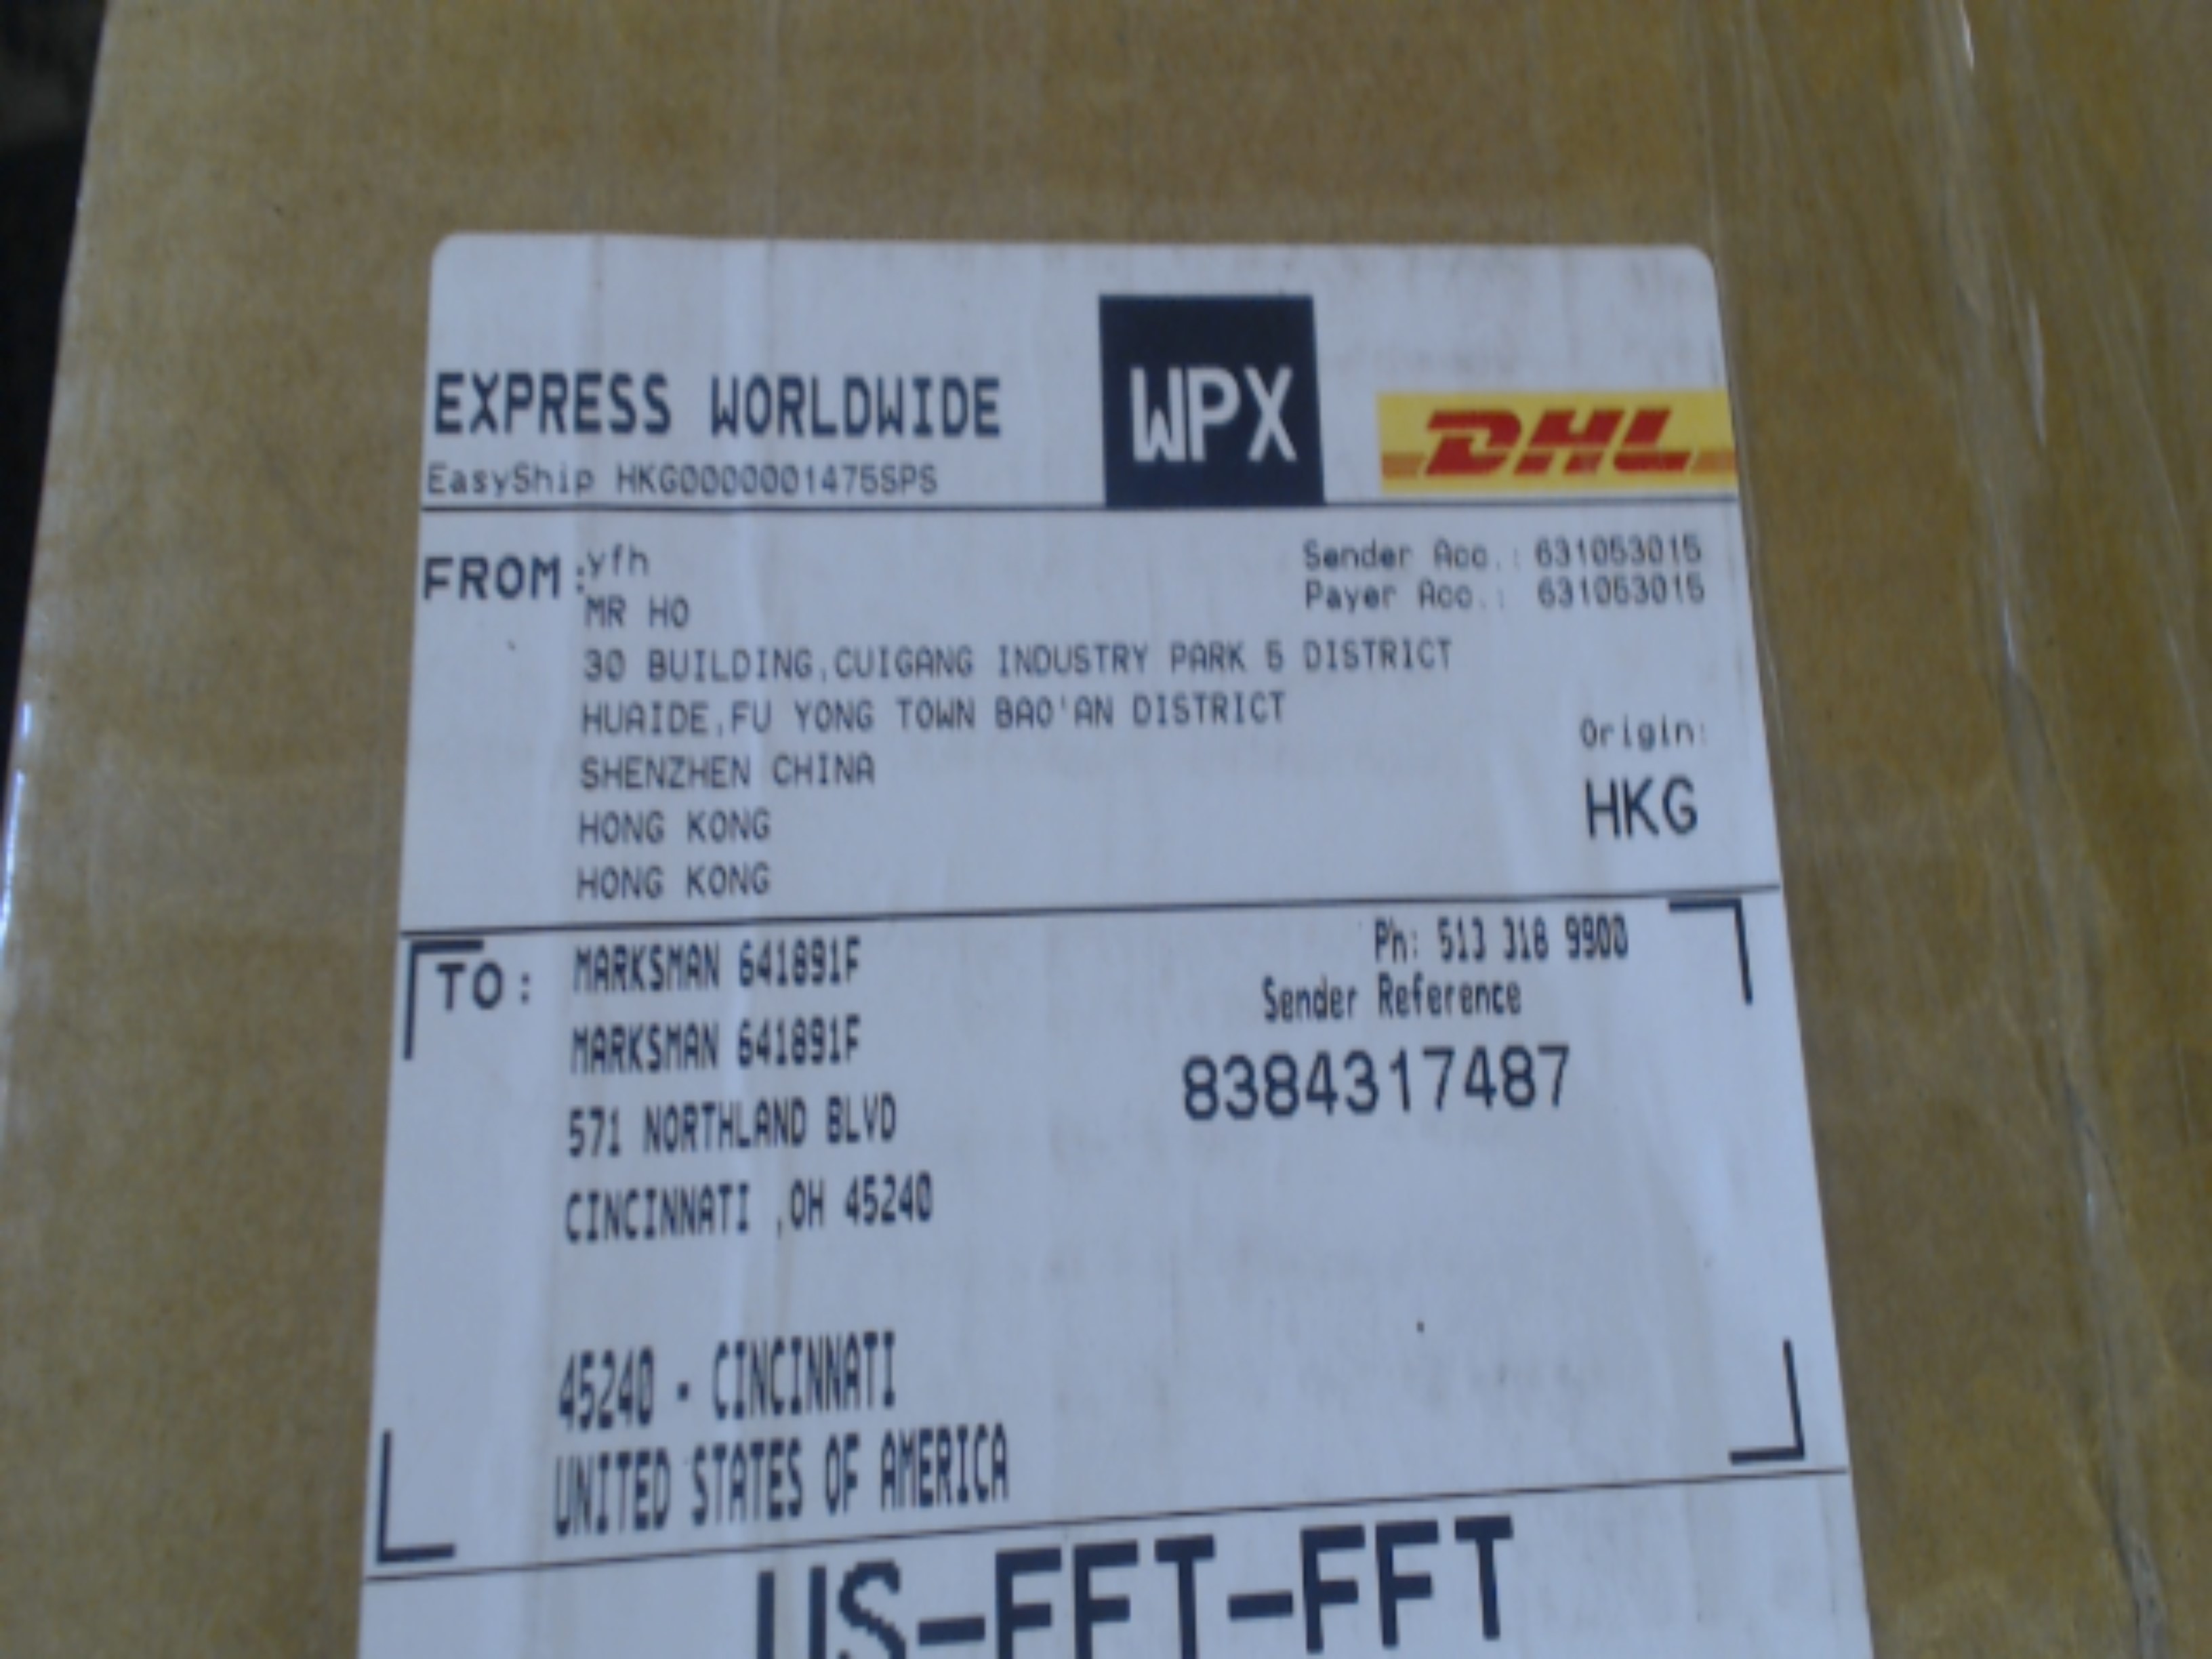 EXPRESS WORLDWIDE
EasyShip HKG0000001475SPS
WPX
DHL
FROM:
yfh
MR HO
30 BUILDING,CUIGANG INDUSTRY PARK 5 DISTRICT
HUAIDE,FU YONG TOWN BAO'AN DISTRICT
SHENZHEN CHINA
HONG KONG
HONG KONG
Sender Acc.: 631053015
Payer Acc.: 631053015
Origin:
HKG
TO:
MARKSMAN 641891F
MARKSMAN 641891F
571 NORTHLAND BLVD
CINCINNATI ,OH 45240
45240 - CINCINNATI
UNITED STATES OF AMERICA
Ph: 513 318 9900
Sender Reference
8384317487
US-FFT-FFT